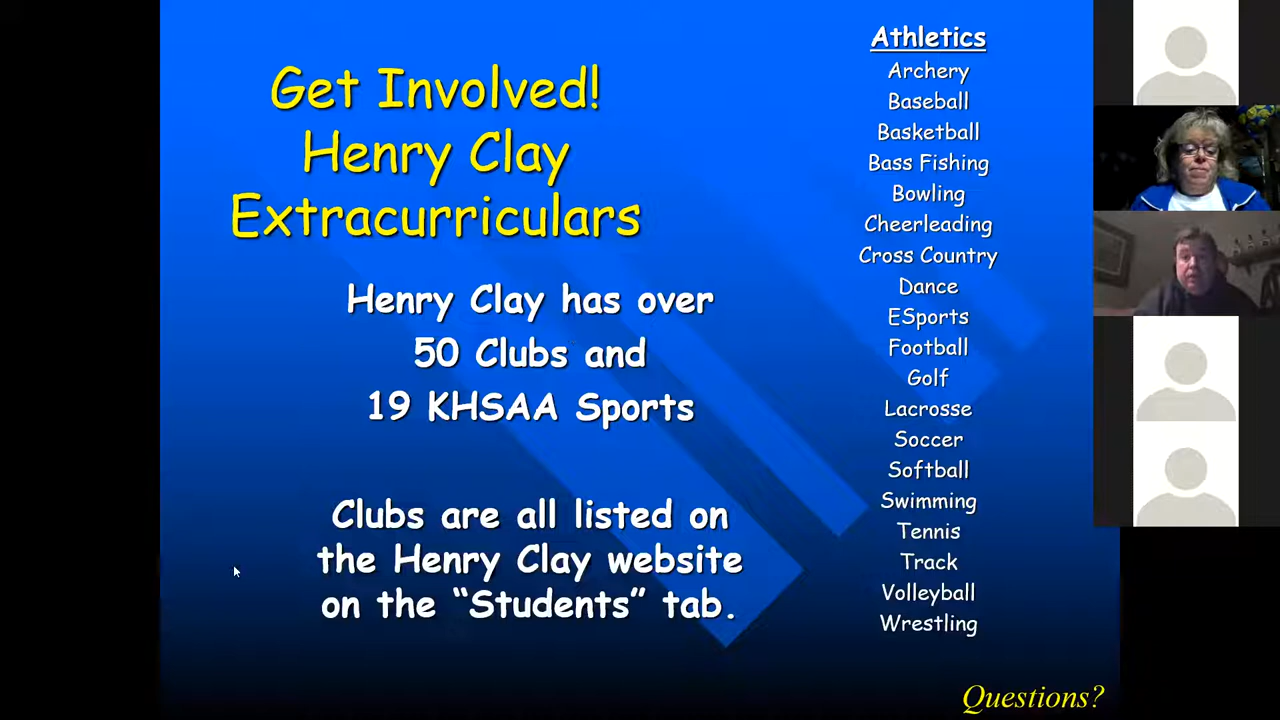 Get Involved!
Henry Clay
Extracurriculars
Henry Clay has over
50 Clubs and
19 KHSAA Sports
Clubs are all listed on
the Henry Clay website
on the “Students” tab.
Athletics
Archery
Baseball
Basketball
Bass Fishing
Bowling
Cheerleading
Cross Country
Dance
ESports
Football
Golf
Lacrosse
Soccer
Softball
Swimming
Tennis
Track
Volleyball
Wrestling
Questions?